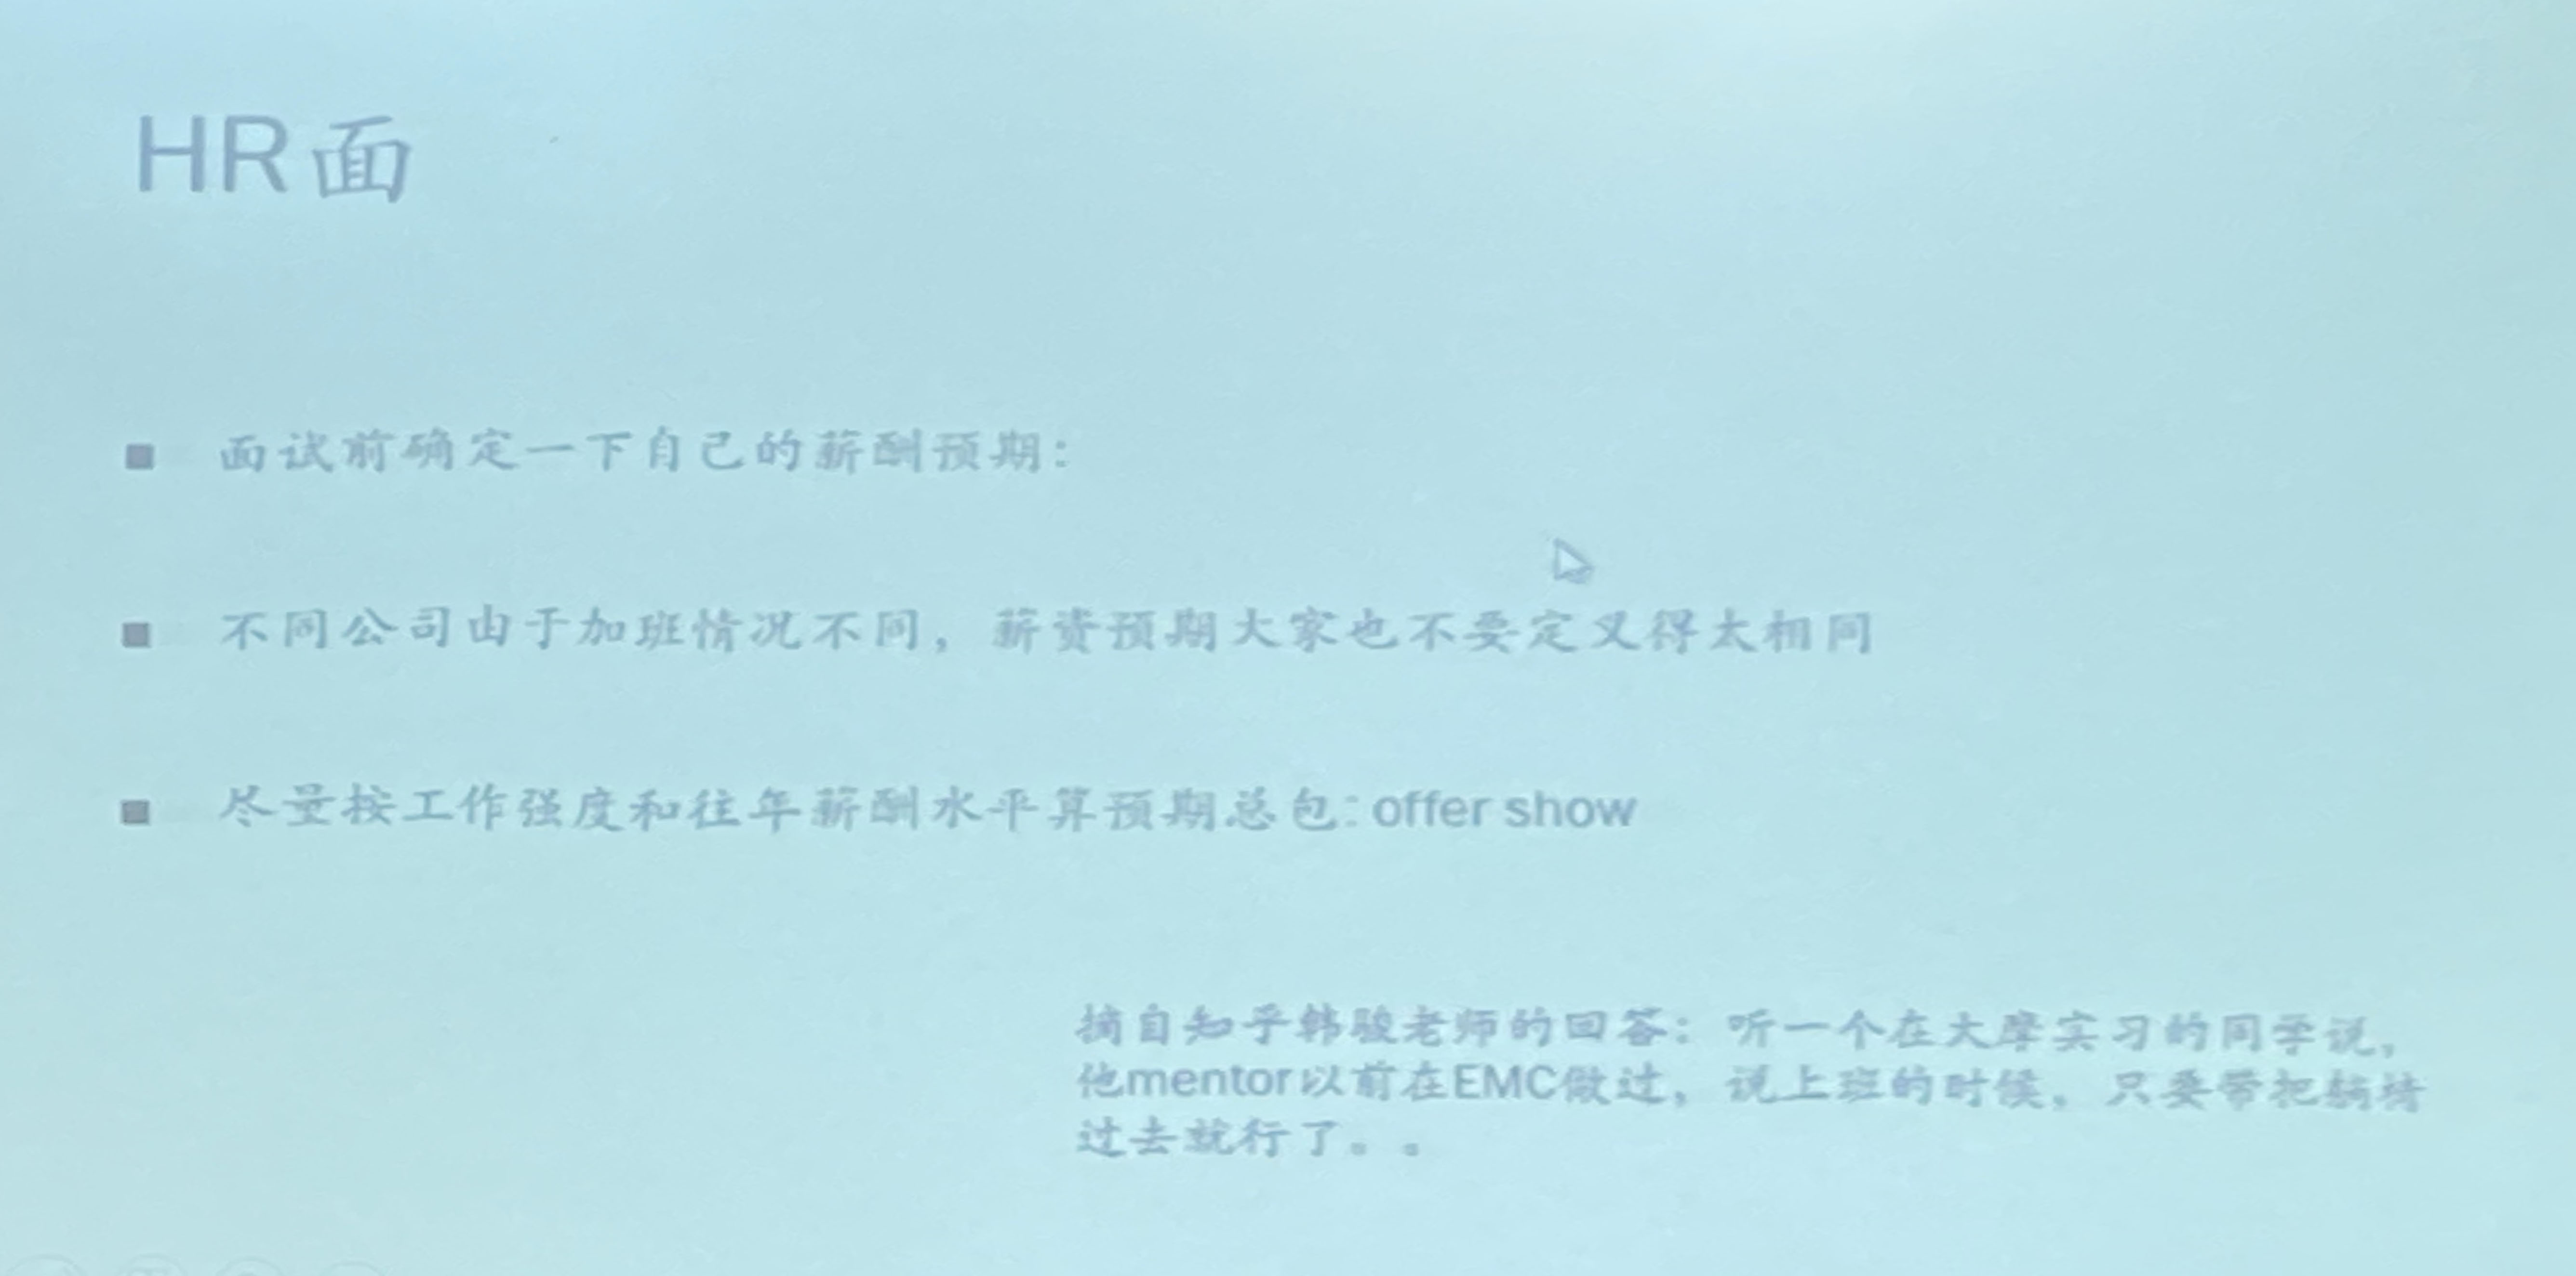 HR面
面试前确定一下自己的薪酬预期：
不同公司由于加班情况不同，薪资预期大家也不要定义得太相同
尽量按工作强度和往年薪酬水平算预期总包：offer show
摘自知乎韩骏老师的回答：听一个在大摩实习的同学说，
他mentor以前在EMC做过，说上班的时候，只要带把躺椅
过去就行了。。